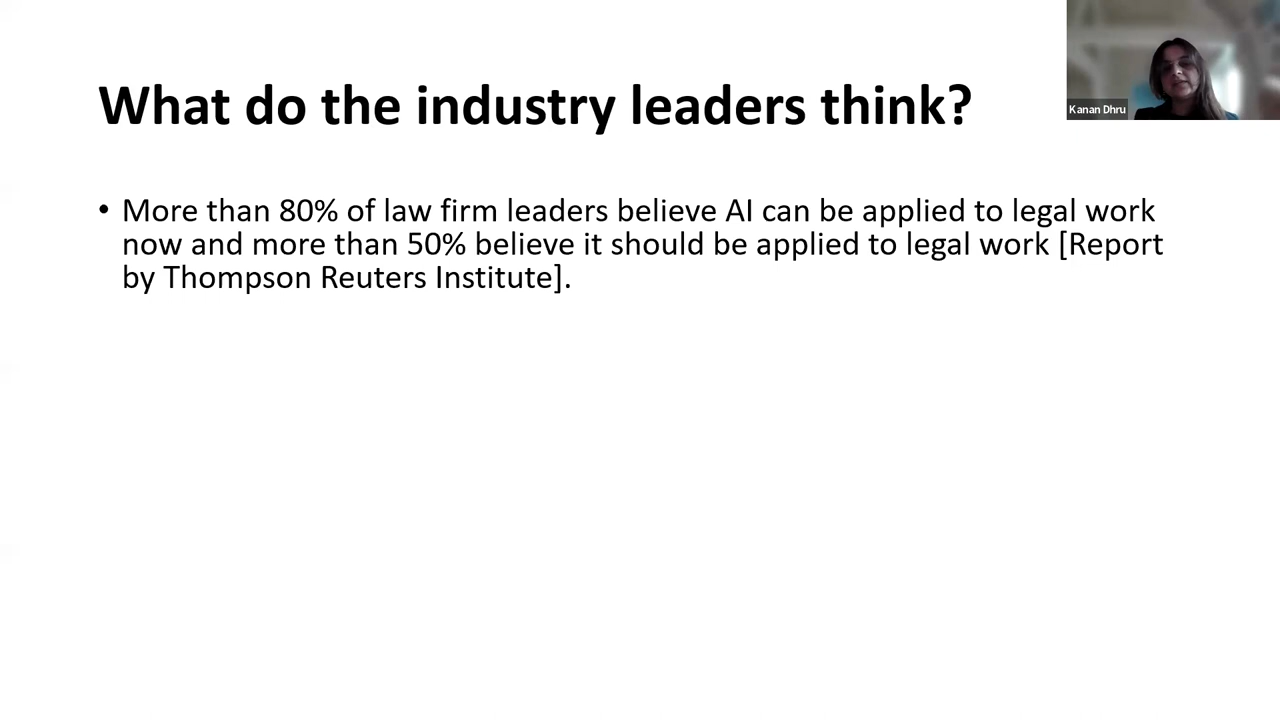 What do the industry leaders think?
Kanan Dhru
• More than 80% of law firm leaders believe AI can be applied to legal work
now and more than 50% believe it should be applied to legal work [Report
by Thompson Reuters Institute].